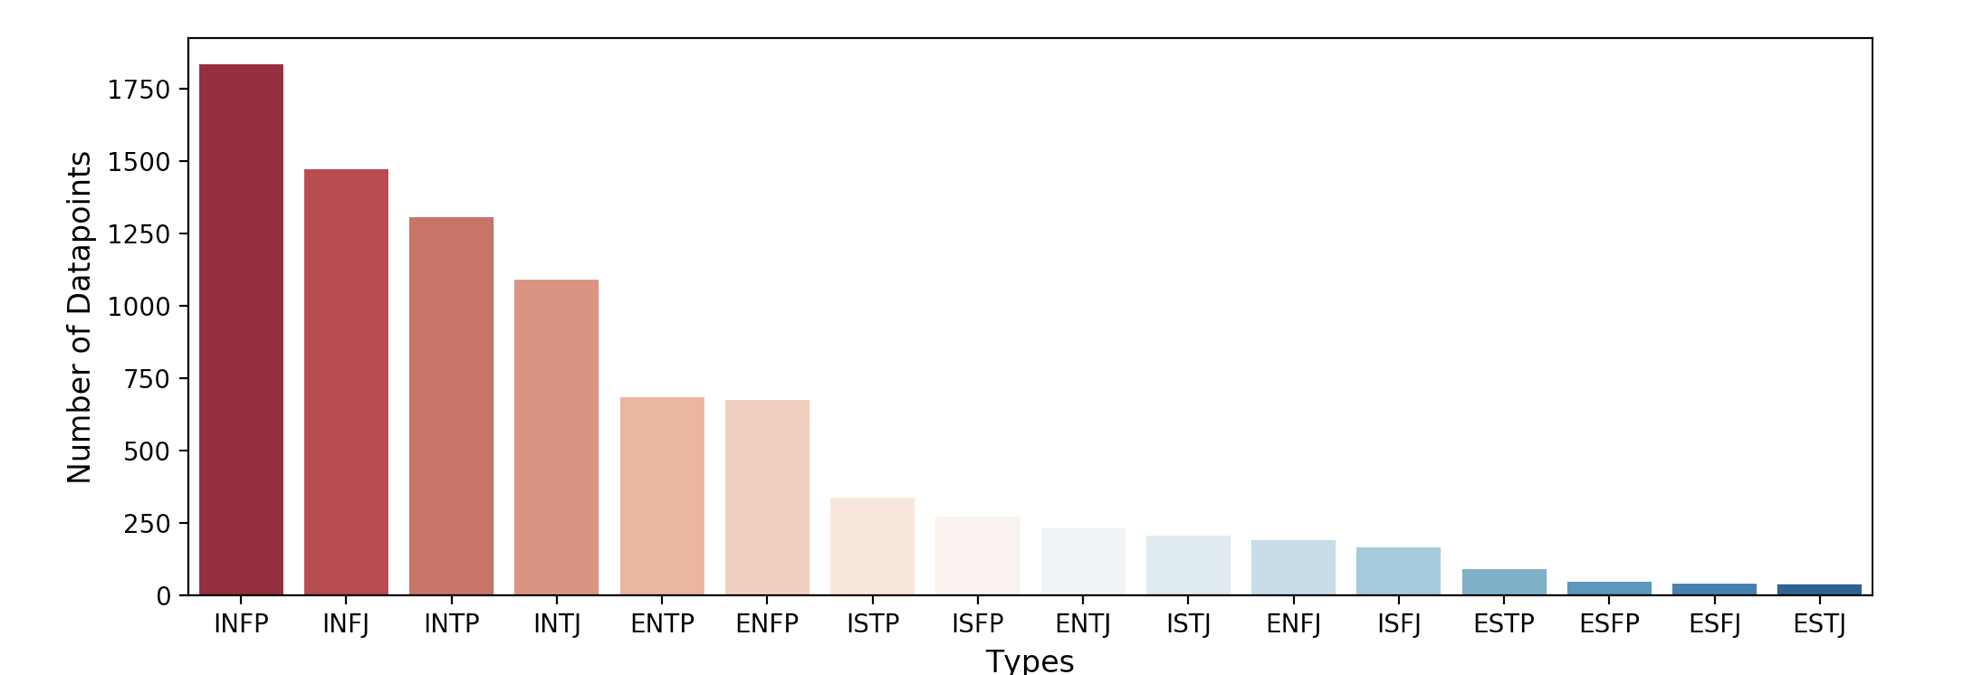 Number of Datapoints
1750
1500
1250
1000
750
500
250
0
INFP INFJ INTP INTJ ENTP ENFP ISTP ISFP ENTJ ISTJ ENFJ ISFJ ESTP ESFP ESFJ ESTJ
Types